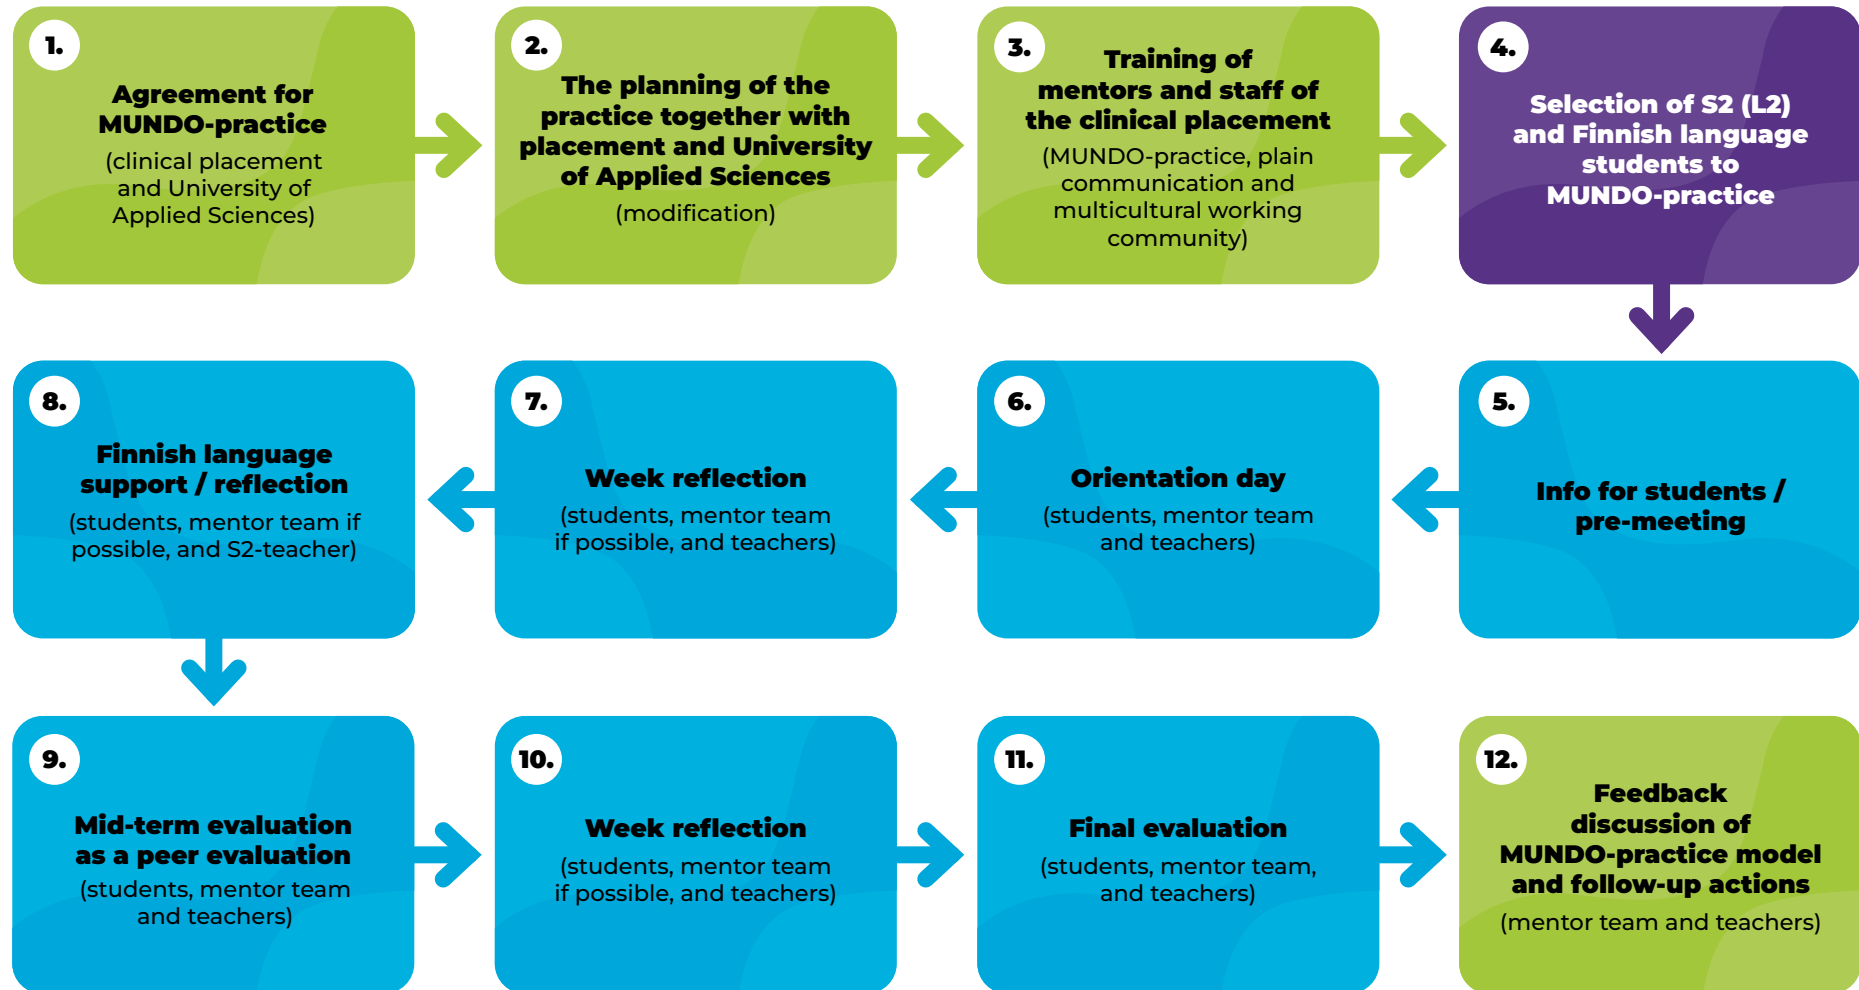 1.
Agreement for
MUNDO-practice
(clinical placement
and University of
Applied Sciences)
2.
The planning of the
practice together with
placement and University
of Applied Sciences
(modification)
3.
Training of
mentors and staff of
the clinical placement
(MUNDO-practice, plain
communication and
multicultural working
community)
4.
Selection of S2 (L2)
and Finnish language
students to
MUNDO-practice
5.
Info for students /
pre-meeting
6.
Orientation day
(students, mentor team
and teachers)
7.
Week reflection
(students, mentor team
if possible, and teachers)
8.
Finnish language
support / reflection
(students, mentor team if
possible, and S2-teacher)
9.
Mid-term evaluation
as a peer evaluation
(students, mentor team
and teachers)
10.
Week reflection
(students, mentor team
if possible, and teachers)
11.
Final evaluation
(students, mentor team,
and teachers)
12.
Feedback
discussion of
MUNDO-practice model
and follow-up actions
(mentor team and teachers)